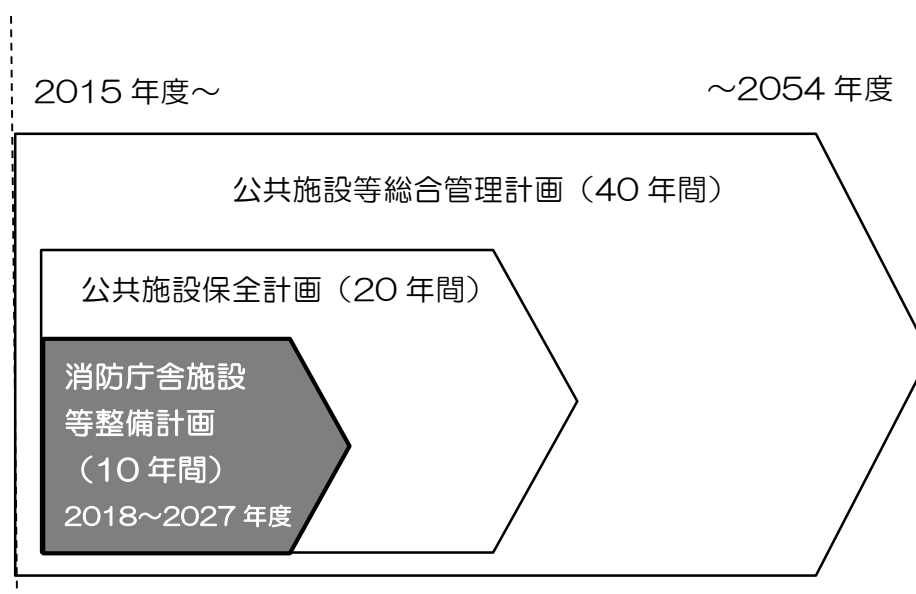 2015 年度～
～2054 年度
公共施設等総合管理計画（40 年間）
公共施設保全計画（20 年間）
消防庁舎施設
等整備計画
（10 年間）
2018～2027 年度